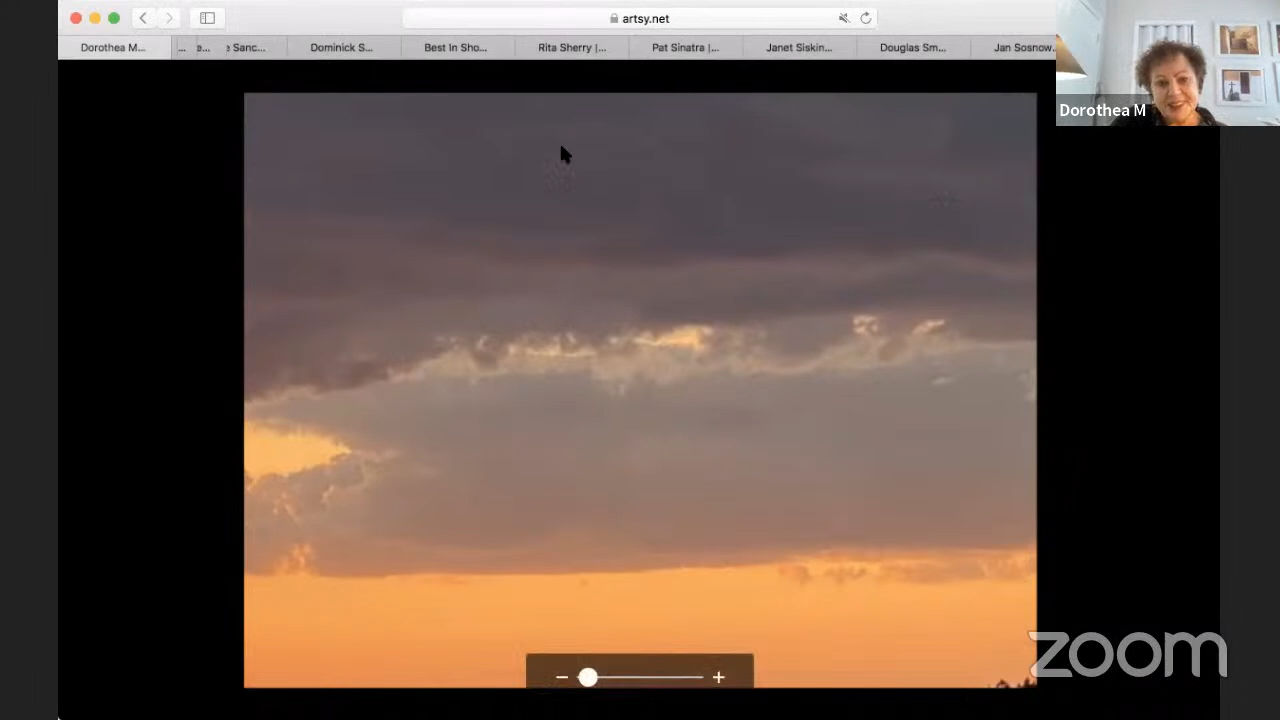 artsy.net
Dorothea M...
...
e...
e Sanc...
Dominick S...
Best In Sho...
Rita Sherry |...
Pat Sinatra |...
Janet Siskin...
Douglas Sm...
Jan Sosnow...
Dorothea M
zoom